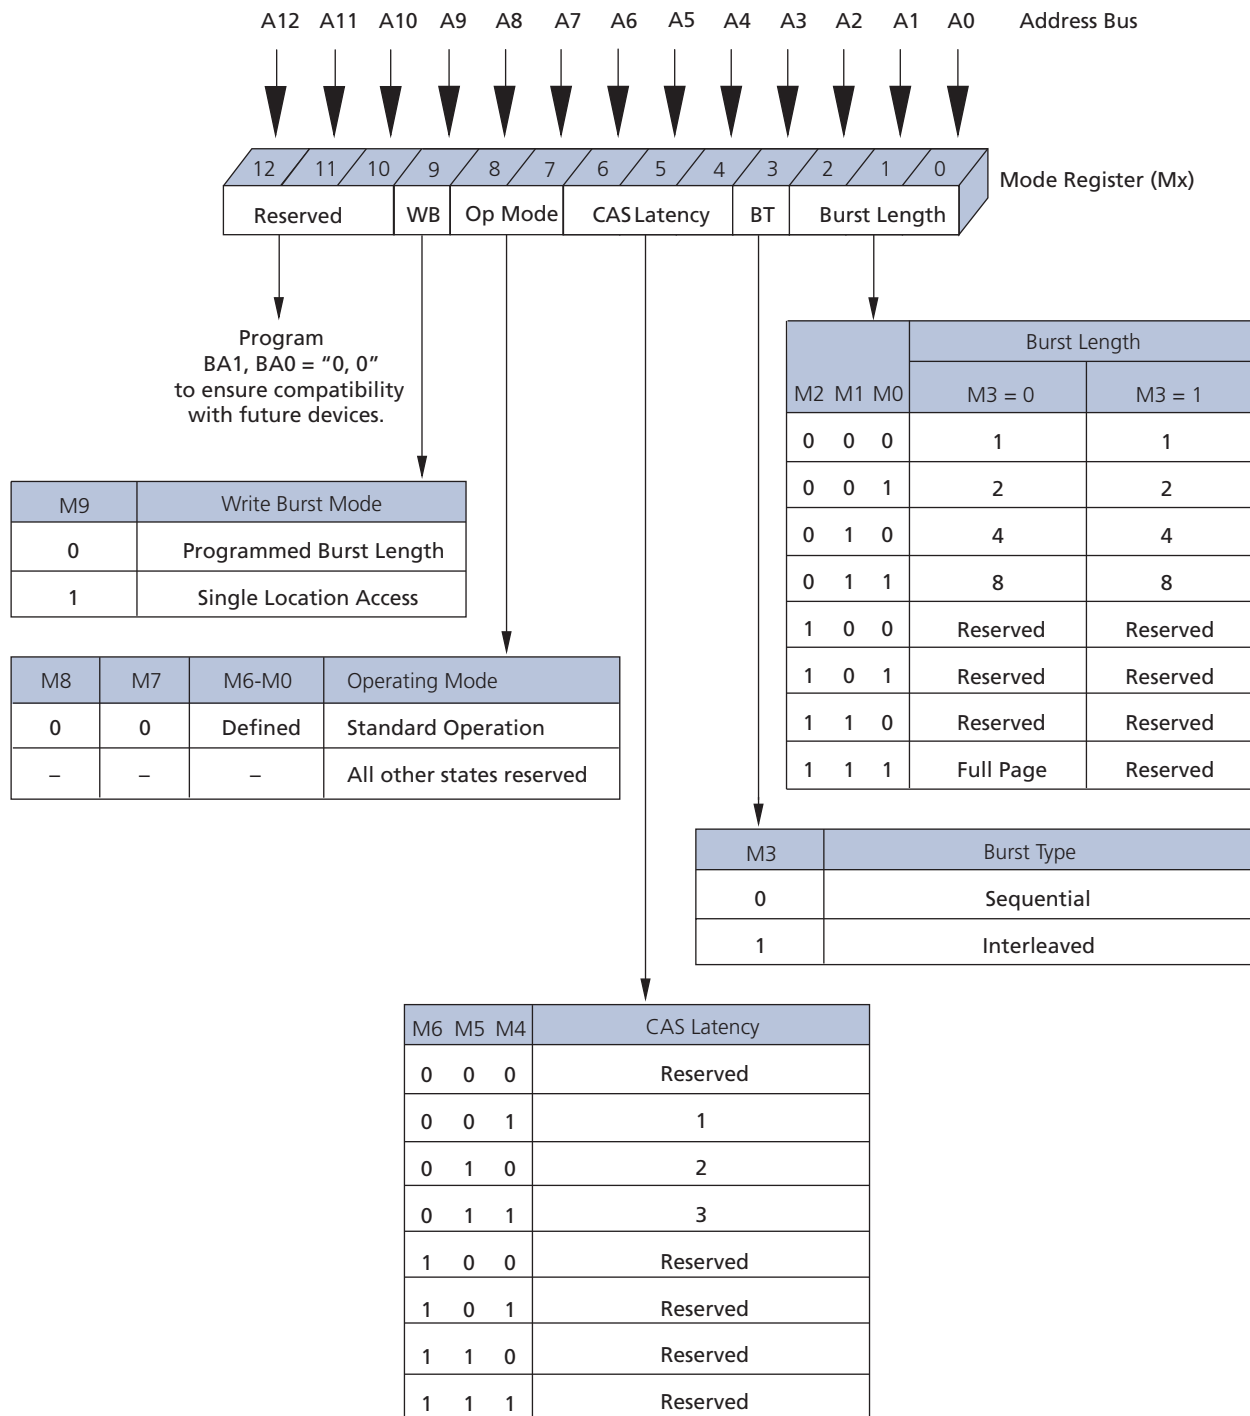 A12 A11 A10 A9 A8 A7 A6 A5 A4 A3 A2 A1 A0 Address Bus
12 11 10 9 8 7 6 5 4 3 2 1 0
Mode Register (Mx)
Reserved WB Op Mode CAS Latency BT Burst Length
Program
BA1, BA0 = “0, 0”
to ensure compatibility
with future devices.
Burst Length
M2 M1 M0 M3 = 0 M3 = 1
0 0 0 1 1
0 0 1 2 2
0 1 0 4 4
0 1 1 8 8
1 0 0 Reserved Reserved
1 0 1 Reserved Reserved
1 1 0 Reserved Reserved
1 1 1 Full Page Reserved
M9 Write Burst Mode
0 Programmed Burst Length
1 Single Location Access
M8 M7 M6-M0 Operating Mode
0 0 Defined Standard Operation
– – – All other states reserved
M3 Burst Type
0 Sequential
1 Interleaved
M6 M5 M4 CAS Latency
0 0 0 Reserved
0 0 1 1
0 1 0 2
0 1 1 3
1 0 0 Reserved
1 0 1 Reserved
1 1 0 Reserved
1 1 1 Reserved